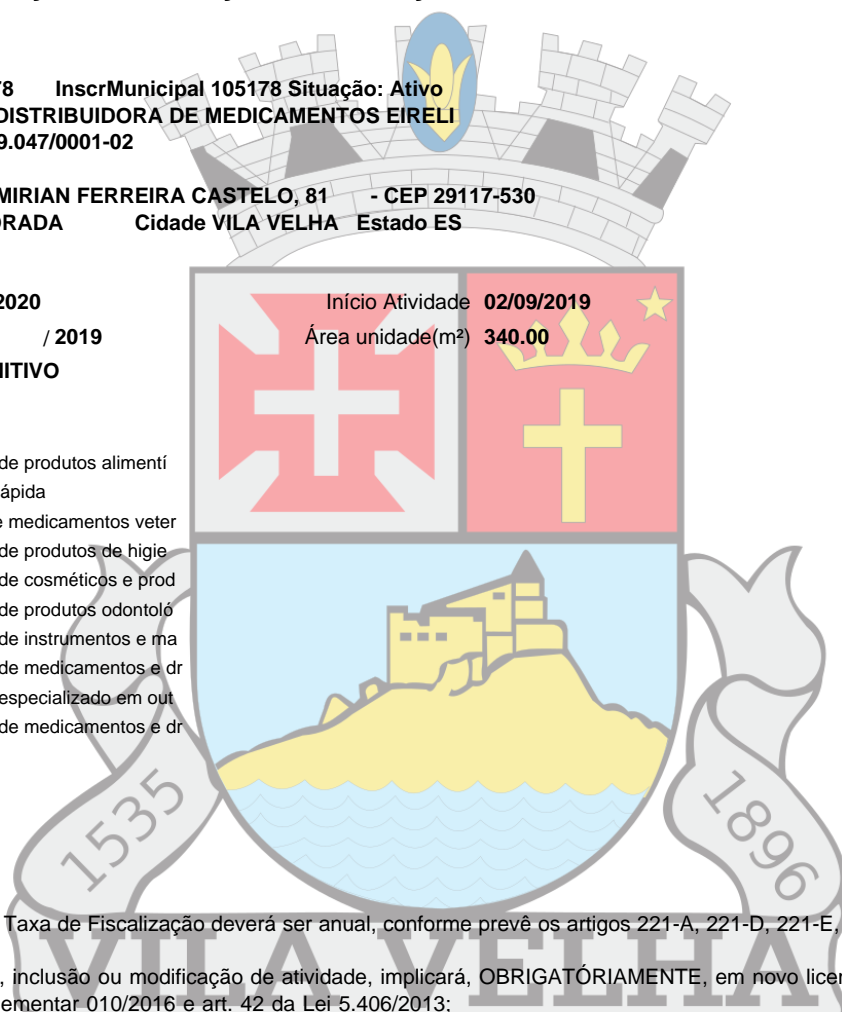 78 InscrMunicipal 105178 Situação: Ativo
DISTRIBUIDORA DE MEDICAMENTOS EIRELI
9.047/0001-02
MIRIAN FERREIRA CASTELO, 81 - CEP 29117-530
ORADA Cidade VILA VELHA Estado ES
2020 Início Atividade 02/09/2019
/ 2019 Área unidade(m²) 340.00
NITIVO
de produtos alimentí
ápida
e medicamentos veter
de produtos de higie
de cosméticos e prod
de produtos odontoló
de instrumentos e ma
de medicamentos e dr
especializado em out
de medicamentos e dr
1535
1896
Taxa de Fiscalização deverá ser anual, conforme prevê os artigos 221-A, 221-D, 221-E,
VILA VELHA
, inclusão ou modificação de atividade, implicará, OBRIGATÓRIAMENTE, em novo licen
lementar 010/2016 e art. 42 da Lei 5.406/2013;